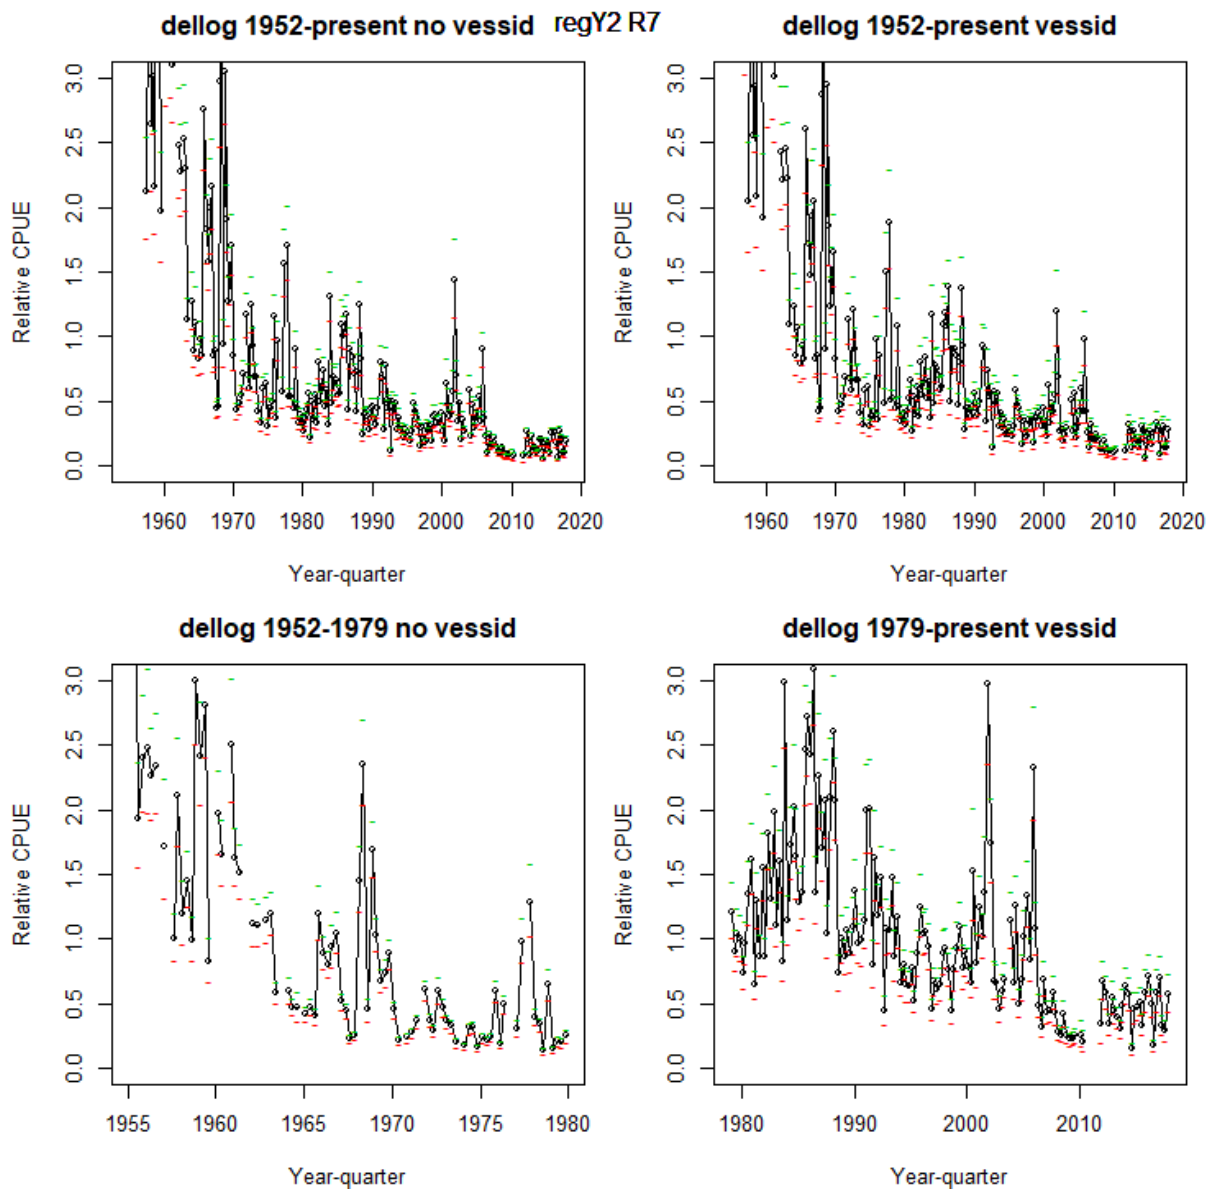 regY2 R7
dellog 1952-present no vessid
Relative CPUE
0.0 0.5 1.0 1.5 2.0 2.5 3.0
1960 1970 1980 1990 2000 2010 2020
Year-quarter
dellog 1952-present vessid
Relative CPUE
0.0 0.5 1.0 1.5 2.0 2.5 3.0
1960 1970 1980 1990 2000 2010 2020
Year-quarter
dellog 1952-1979 no vessid
Relative CPUE
0.0 0.5 1.0 1.5 2.0 2.5 3.0
1955 1960 1965 1970 1975 1980
Year-quarter
dellog 1979-present vessid
Relative CPUE
0.0 0.5 1.0 1.5 2.0 2.5 3.0
1980 1990 2000 2010
Year-quarter